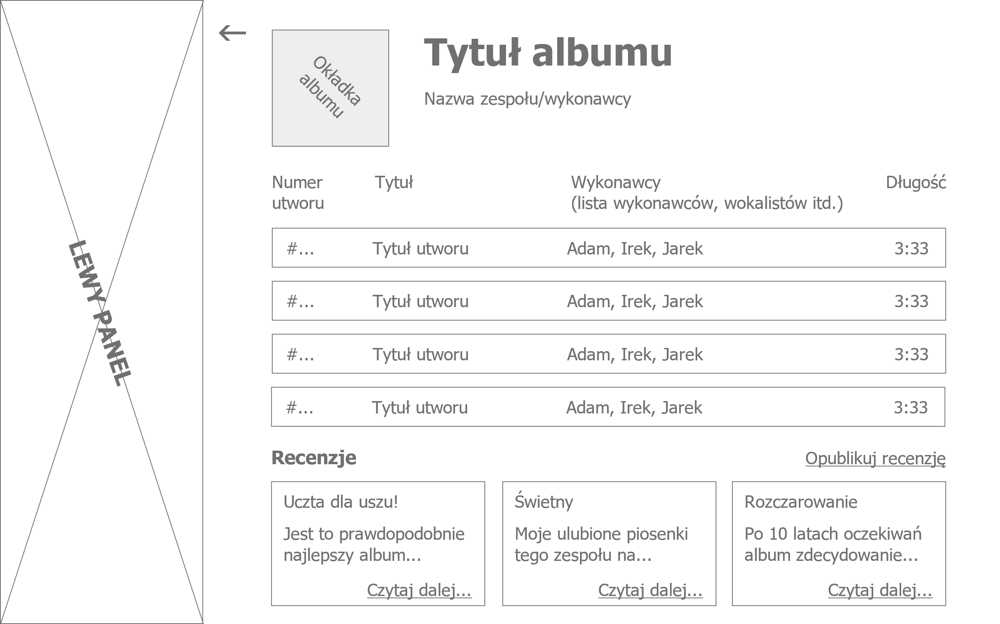 LEWY PANEL
←
Okładka
albumu
Tytuł albumu
Nazwa zespołu/wykonawcy
Numer utworu
Tytuł
Wykonawcy
(lista wykonawców, wokalistów itd.)
Długość
#... Tytuł utworu Adam, Irek, Jarek 3:33
#... Tytuł utworu Adam, Irek, Jarek 3:33
#... Tytuł utworu Adam, Irek, Jarek 3:33
#... Tytuł utworu Adam, Irek, Jarek 3:33
Recenzje
Opublikuj recenzję
Uczta dla uszu!
Jest to prawdopodobnie
najlepszy album...
Czytaj dalej...
Świetny
Moje ulubione piosenki
tego zespołu na...
Czytaj dalej...
Rozczarowanie
Po 10 latach oczekiwań
album zdecydowanie...
Czytaj dalej...